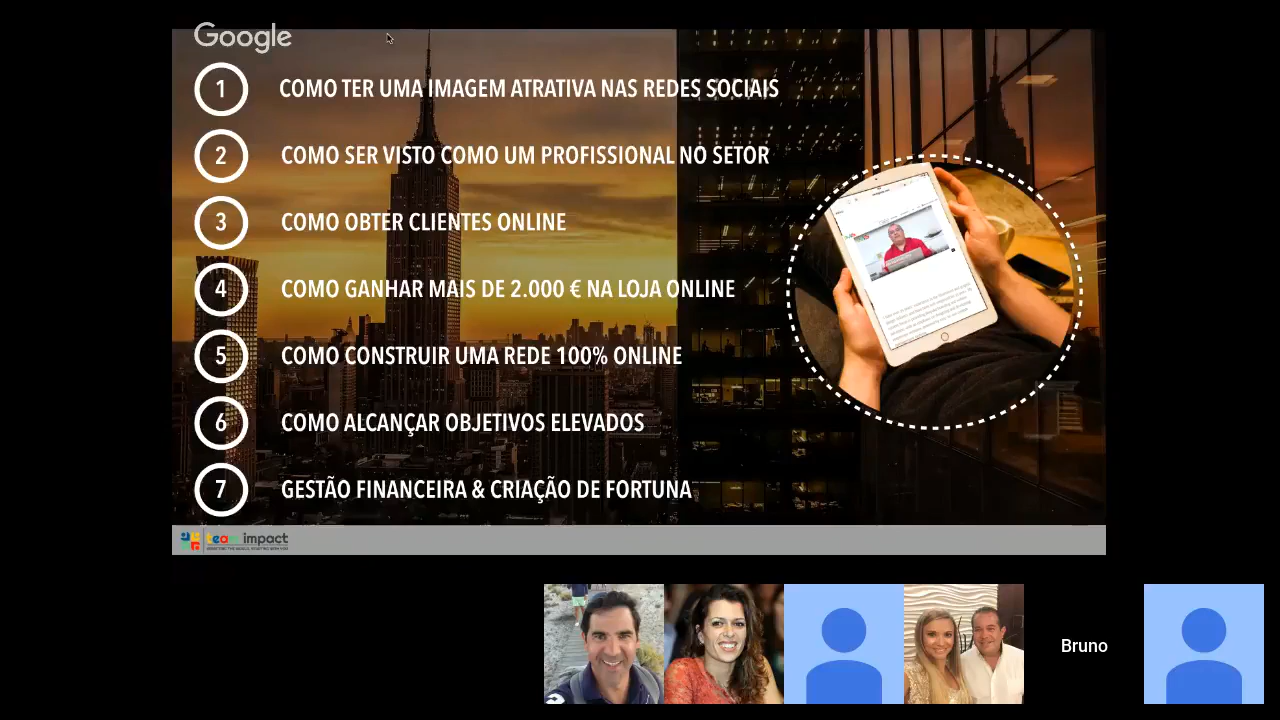 Google
1 COMO TER UMA IMAGEM ATRATIVA NAS REDES SOCIAIS
2 COMO SER VISTO COMO UM PROFISSIONAL NO SETOR
3 COMO OBTER CLIENTES ONLINE
4 COMO GANHAR MAIS DE 2.000 € NA LOJA ONLINE
5 COMO CONSTRUIR UMA REDE 100% ONLINE
6 COMO ALCANÇAR OBJETIVOS ELEVADOS
7 GESTÃO FINANCEIRA & CRIAÇÃO DE FORTUNA
team impact
Bruno